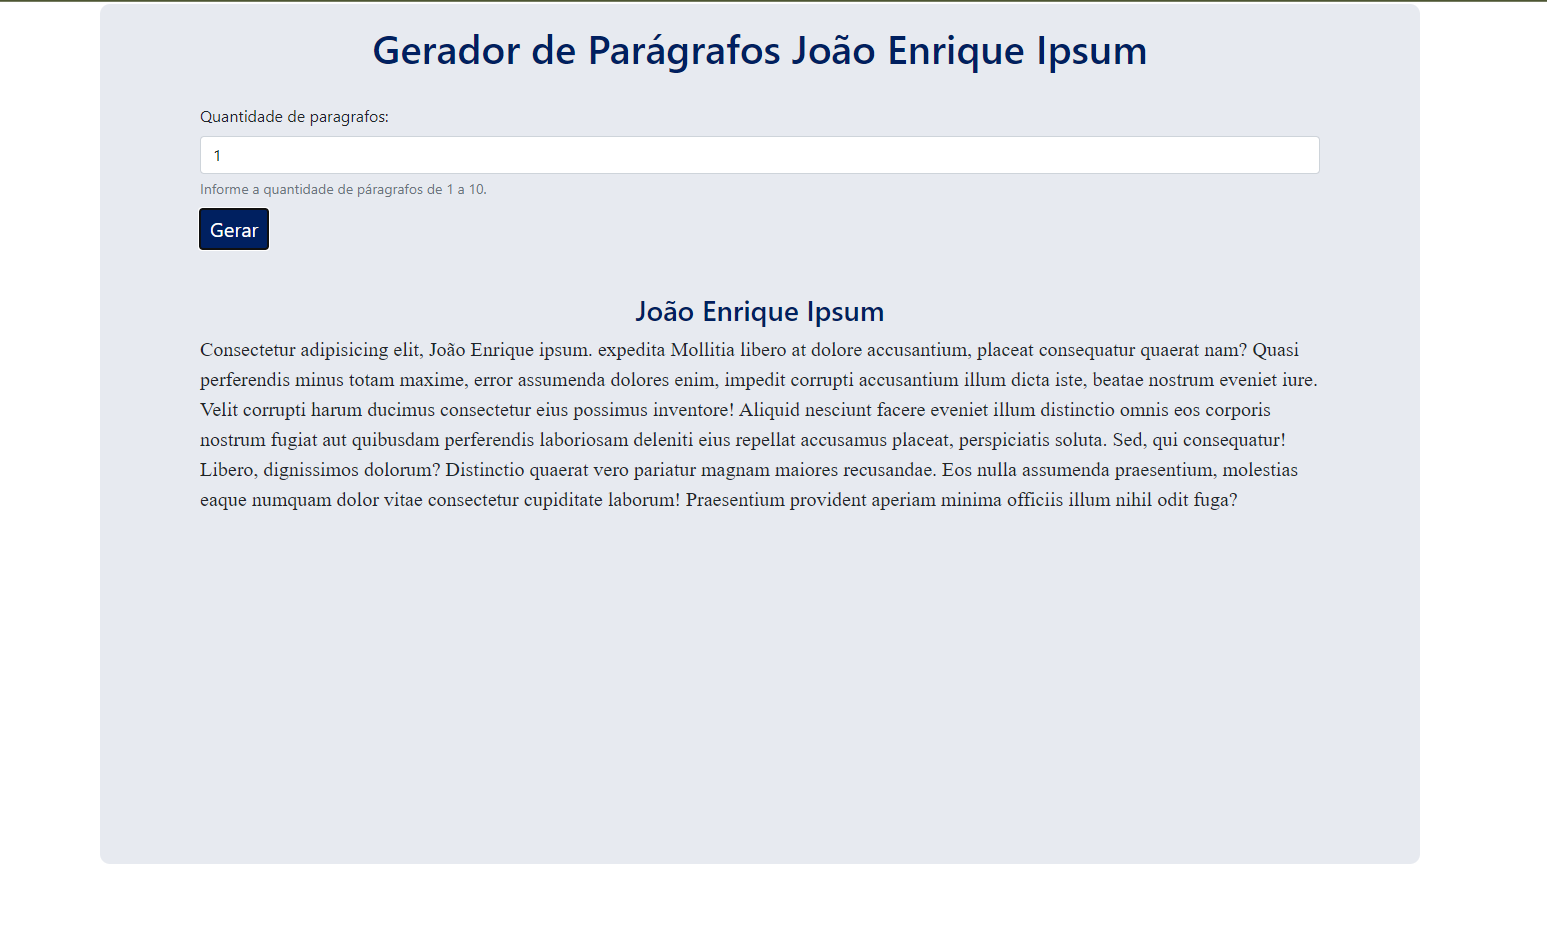 Gerador de Parágrafos João Enrique Ipsum
Quantidade de paragrafos:
1
Informe a quantidade de páragrafos de 1 a 10.
Gerar
João Enrique Ipsum
Consectetur adipisicing elit, João Enrique ipsum. expedita Mollitia libero at dolore accusantium, placeat consequatur quaerat nam? Quasi
perferendis minus totam maxime, error assumenda dolores enim, impedit corrupti accusantium illum dicta iste, beatae nostrum eveniet iure.
Velit corrupti harum ducimus consectetur eius possimus inventore! Aliquid nesciunt facere eveniet illum distinctio omnis eos corporis
nostrum fugiat aut quibusdam perferendis laboriosam deleniti eius repellat accusamus placeat, perspiciatis soluta. Sed, qui consequatur!
Libero, dignissimos dolorum? Distinctio quaerat vero pariatur magnam maiores recusandae. Eos nulla assumenda praesentium, molestias
eaque numquam dolor vitae consectetur cupiditate laborum! Praesentium provident aperiam minima officiis illum nihil odit fuga?